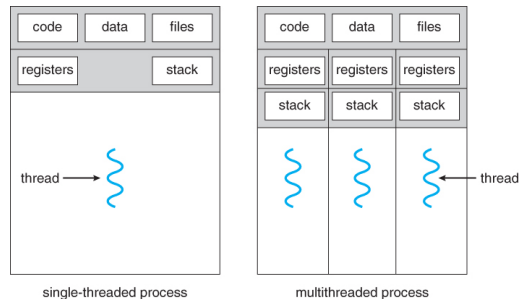 code data files
registers stack
thread
single-threaded process
code data files
registers registers registers
stack stack stack
thread
multithreaded process